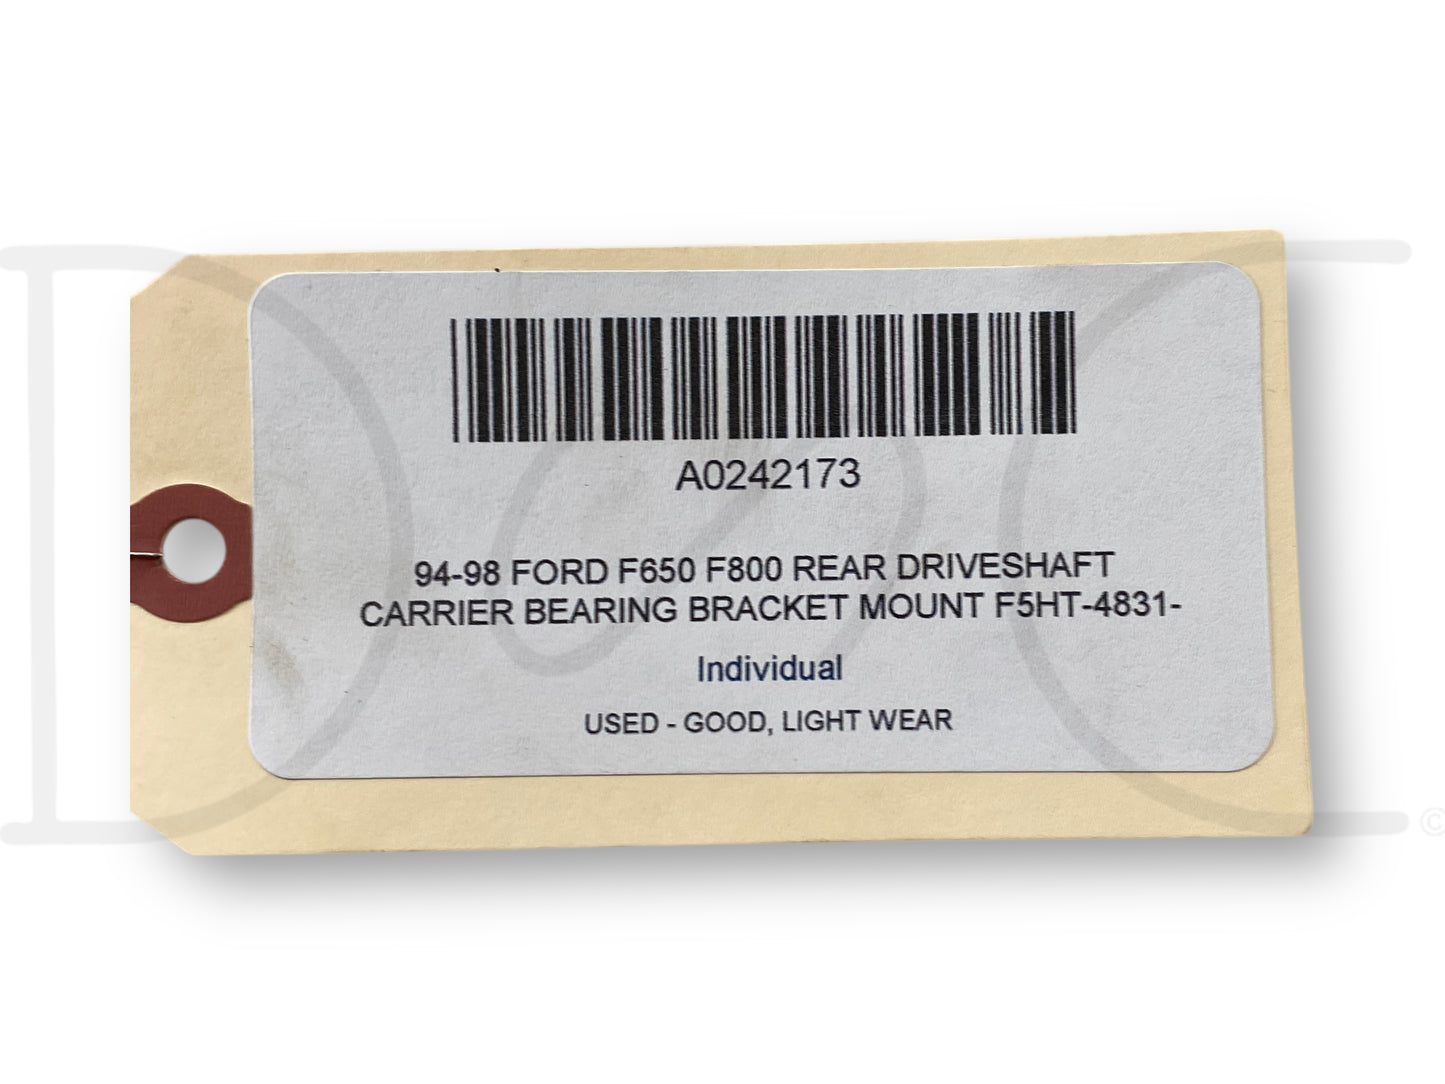 A0242173
94-98 FORD F650 F800 REAR DRIVESHAFT
CARRIER BEARING BRACKET MOUNT F5HT-4831-
Individual
USED - GOOD, LIGHT WEAR
©